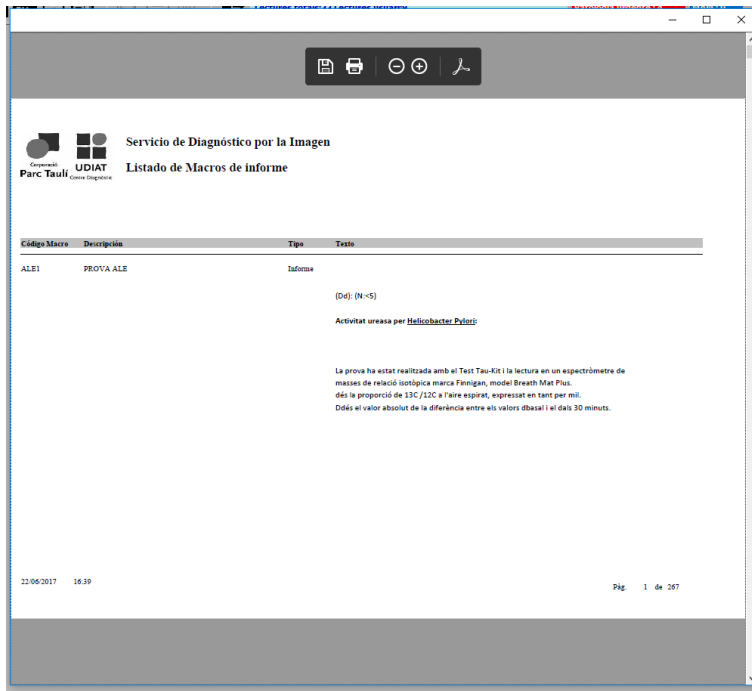 Lectures totals:
Servicio de Diagnóstico por la Imagen
Listado de Macros de informe
Corporació
Parc Taulí
UDIAT
Centre Diagnòstic
Código Macro Descripción Tipo Texto
ALE1 PROVA ALE Informe
(Dd): (N:<5)
Activitat ureasa per Helicobacter Pylori:
La prova ha estat realitzada amb el Test Tau-Kit i la lectura en un espectròmetre de
masses de relació isotòpica marca Finnigan, model Breath Mat Plus.
dés la proporció de 13C /12C a l'aire espirat, expressat en tant per mil.
Ddés el valor absolut de la diferència entre els valors dbasal i el dals 30 minuts.
22/06/2017 16:39
Pág. 1 de 267